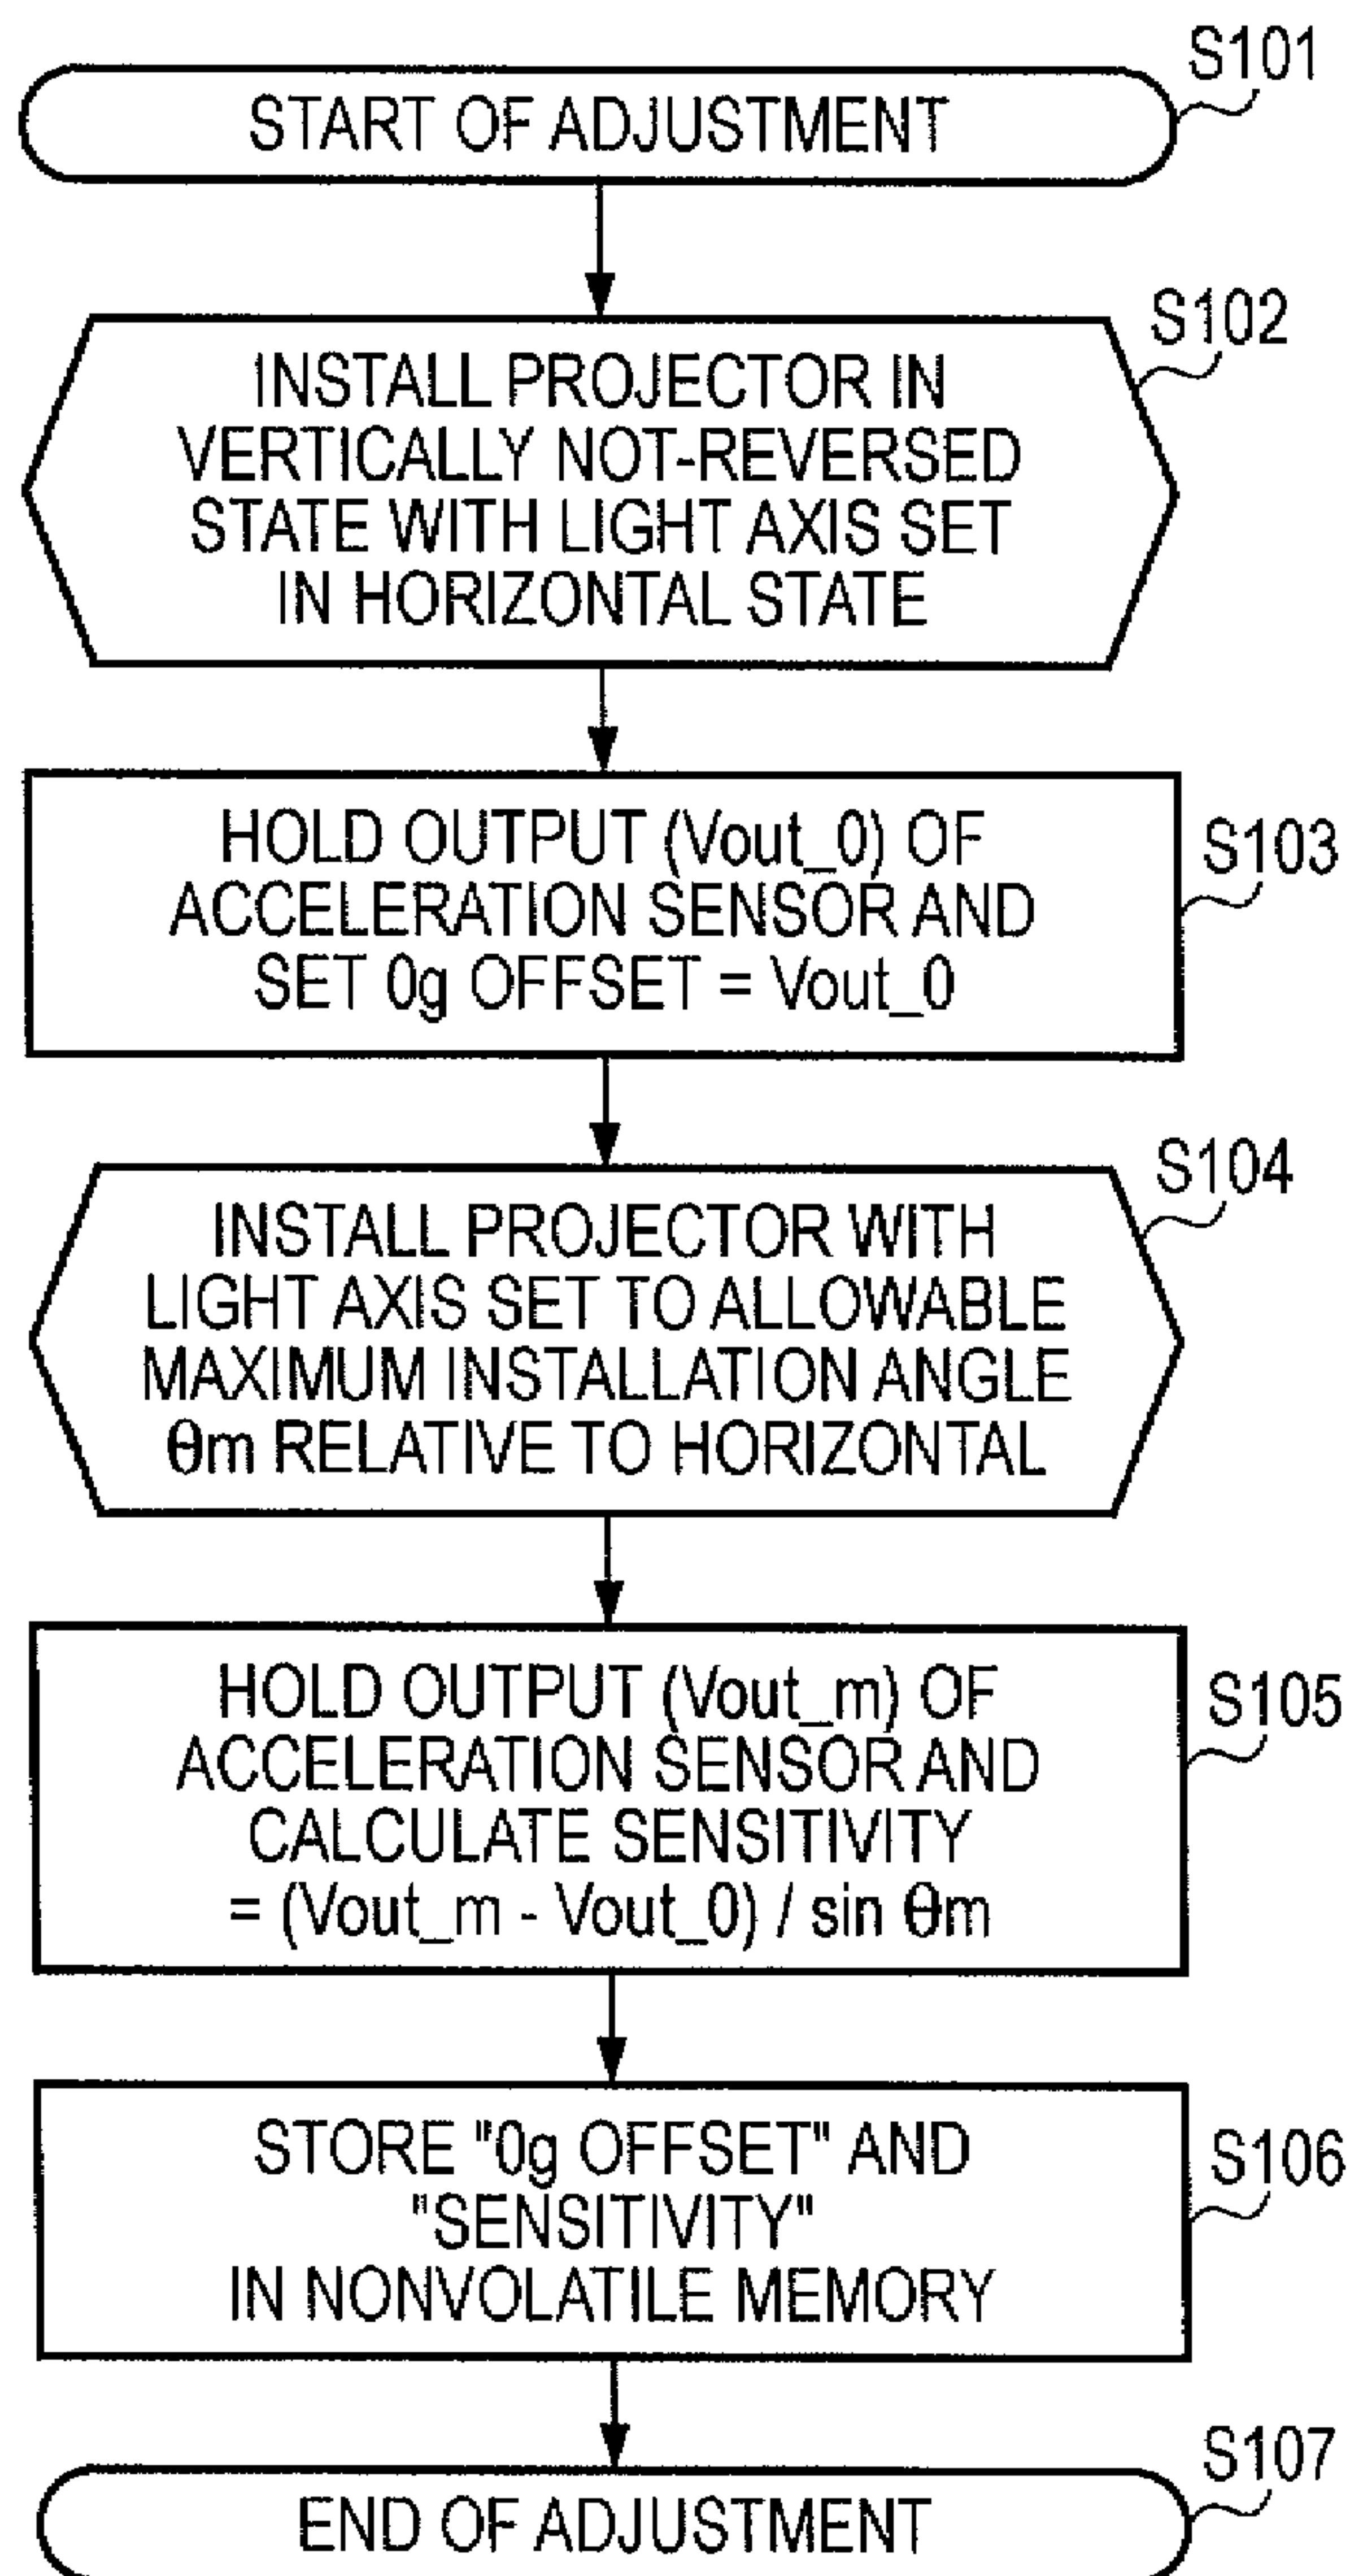 S101
START OF ADJUSTMENT
S102
INSTALL PROJECTOR IN
VERTICALLY NOT-REVERSED
STATE WITH LIGHT AXIS SET
IN HORIZONTAL STATE
S103
HOLD OUTPUT (Vout_0) OF
ACCELERATION SENSOR AND
SET 0g OFFSET = Vout_0
S104
INSTALL PROJECTOR WITH
LIGHT AXIS SET TO ALLOWABLE
MAXIMUM INSTALLATION ANGLE
θm RELATIVE TO HORIZONTAL
S105
HOLD OUTPUT (Vout_m) OF
ACCELERATION SENSOR AND
CALCULATE SENSITIVITY
= (Vout_m - Vout_0) / sin θm
S106
STORE "0g OFFSET" AND
"SENSITIVITY"
IN NONVOLATILE MEMORY
S107
END OF ADJUSTMENT